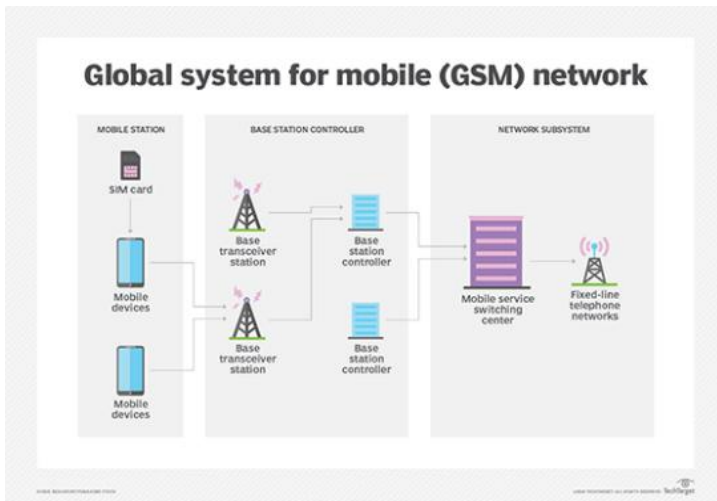 Global system for mobile (GSM) network
MOBILE STATION
BASE STATION CONTROLLER
NETWORK SUBSYSTEM
SIM card
Base
transceiver
station
Base
station
controller
Mobile
devices
Mobile service
switching
center
Fixed-line
telephone
networks
Base
transceiver
station
Base
station
controller
Mobile
devices
TechTarget